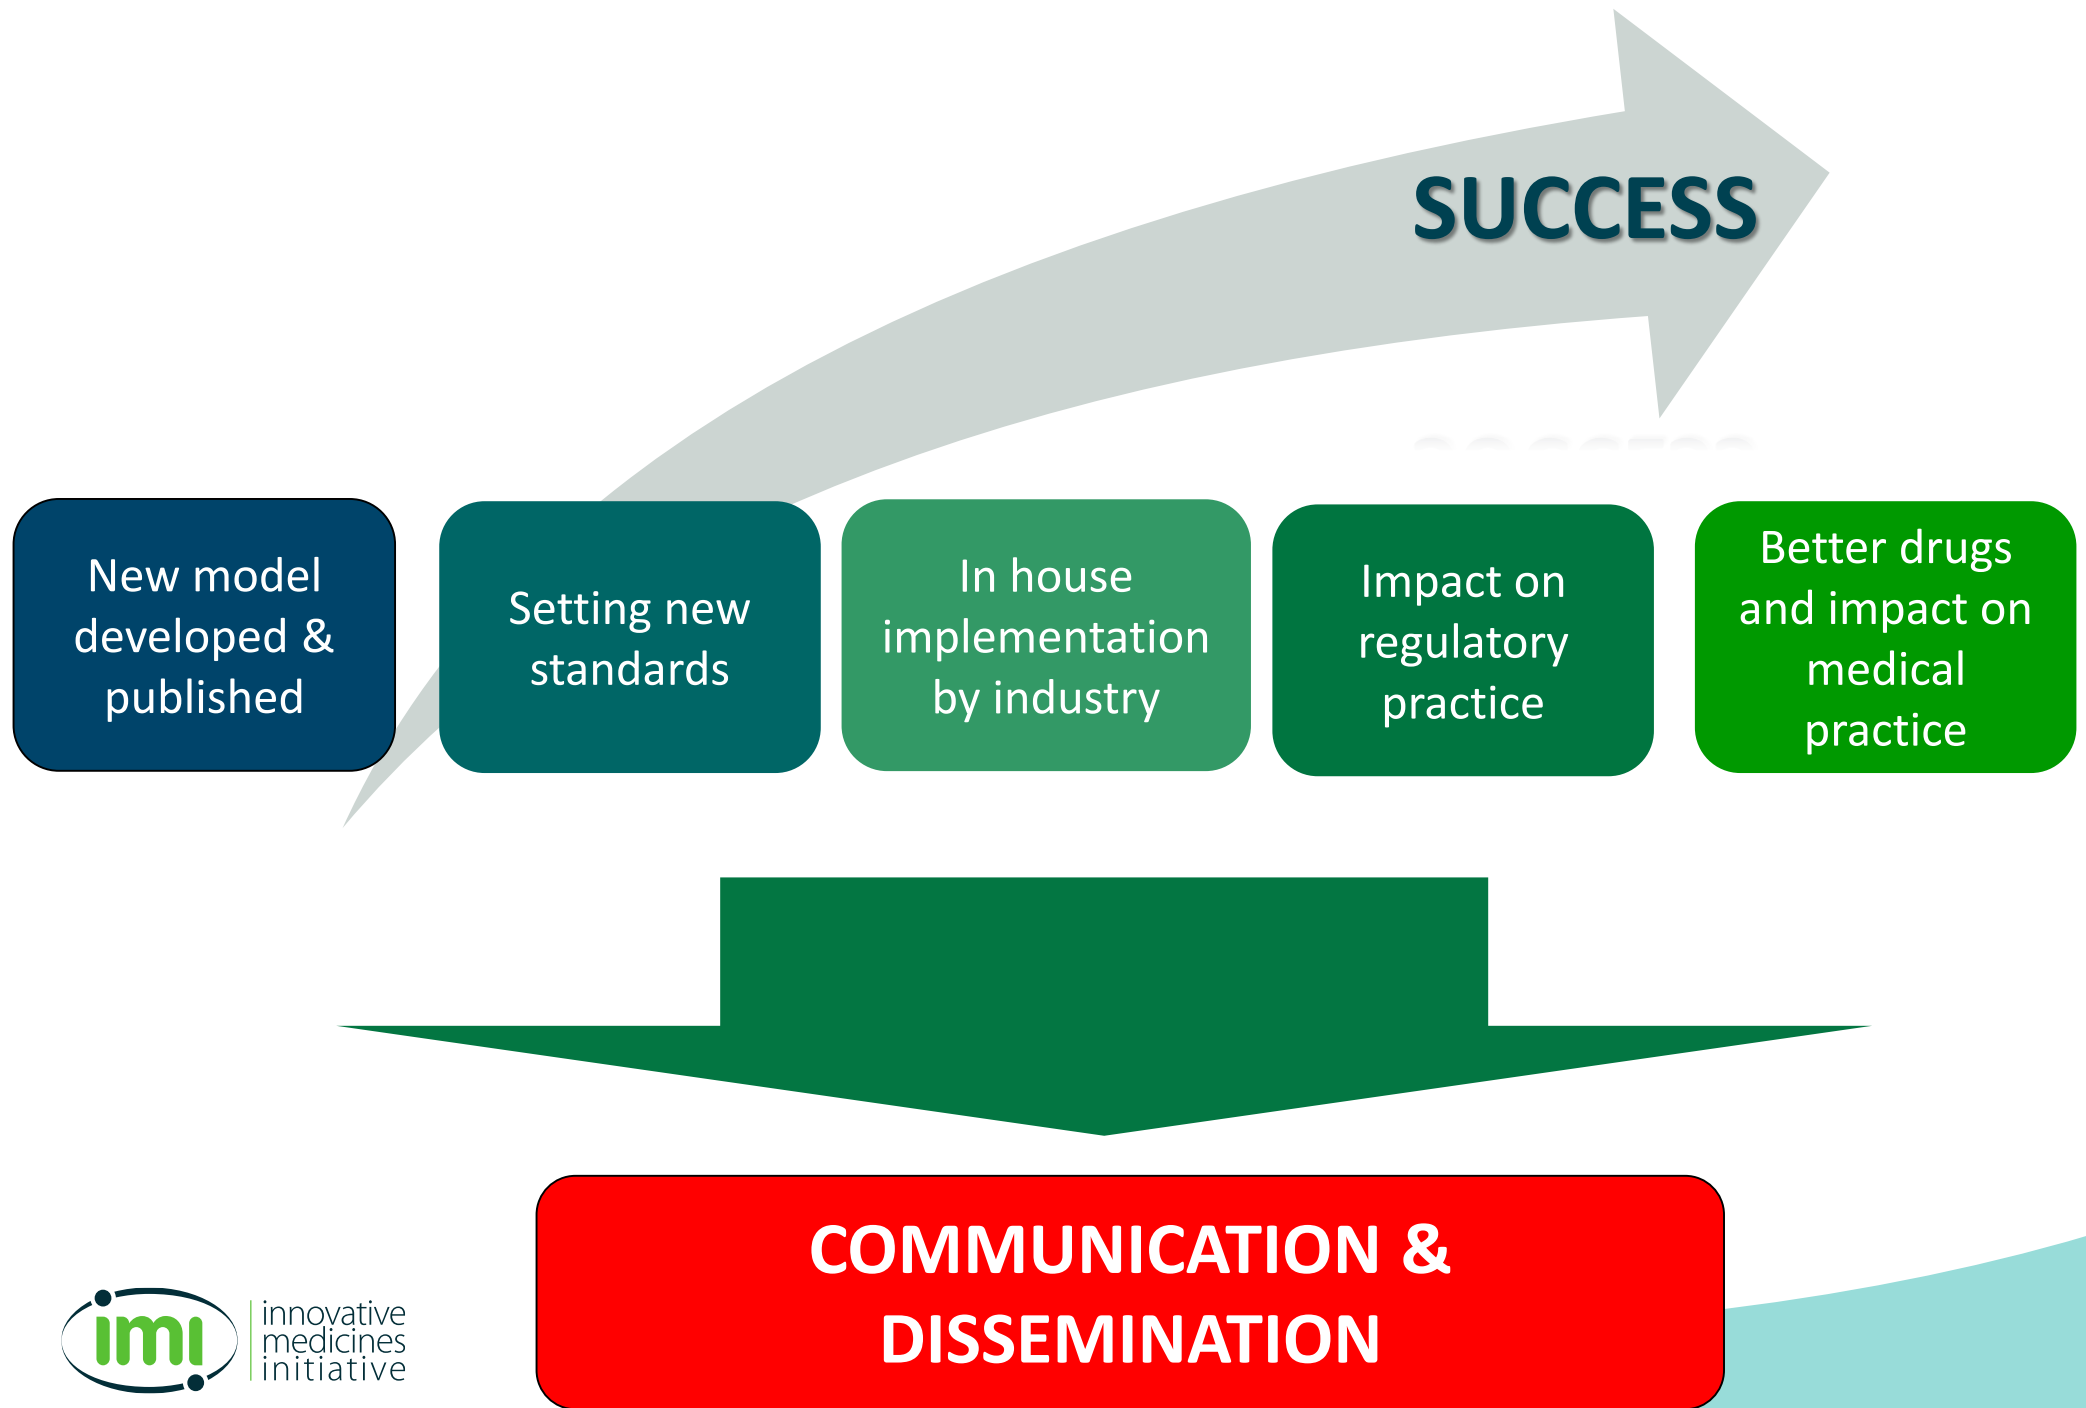 SUCCESS
New model
developed &
published
Setting new
standards
In house
implementation
by industry
Impact on
regulatory
practice
Better drugs
and impact on
medical
practice
COMMUNICATION &
DISSEMINATION
imi
innovative
medicines
initiative